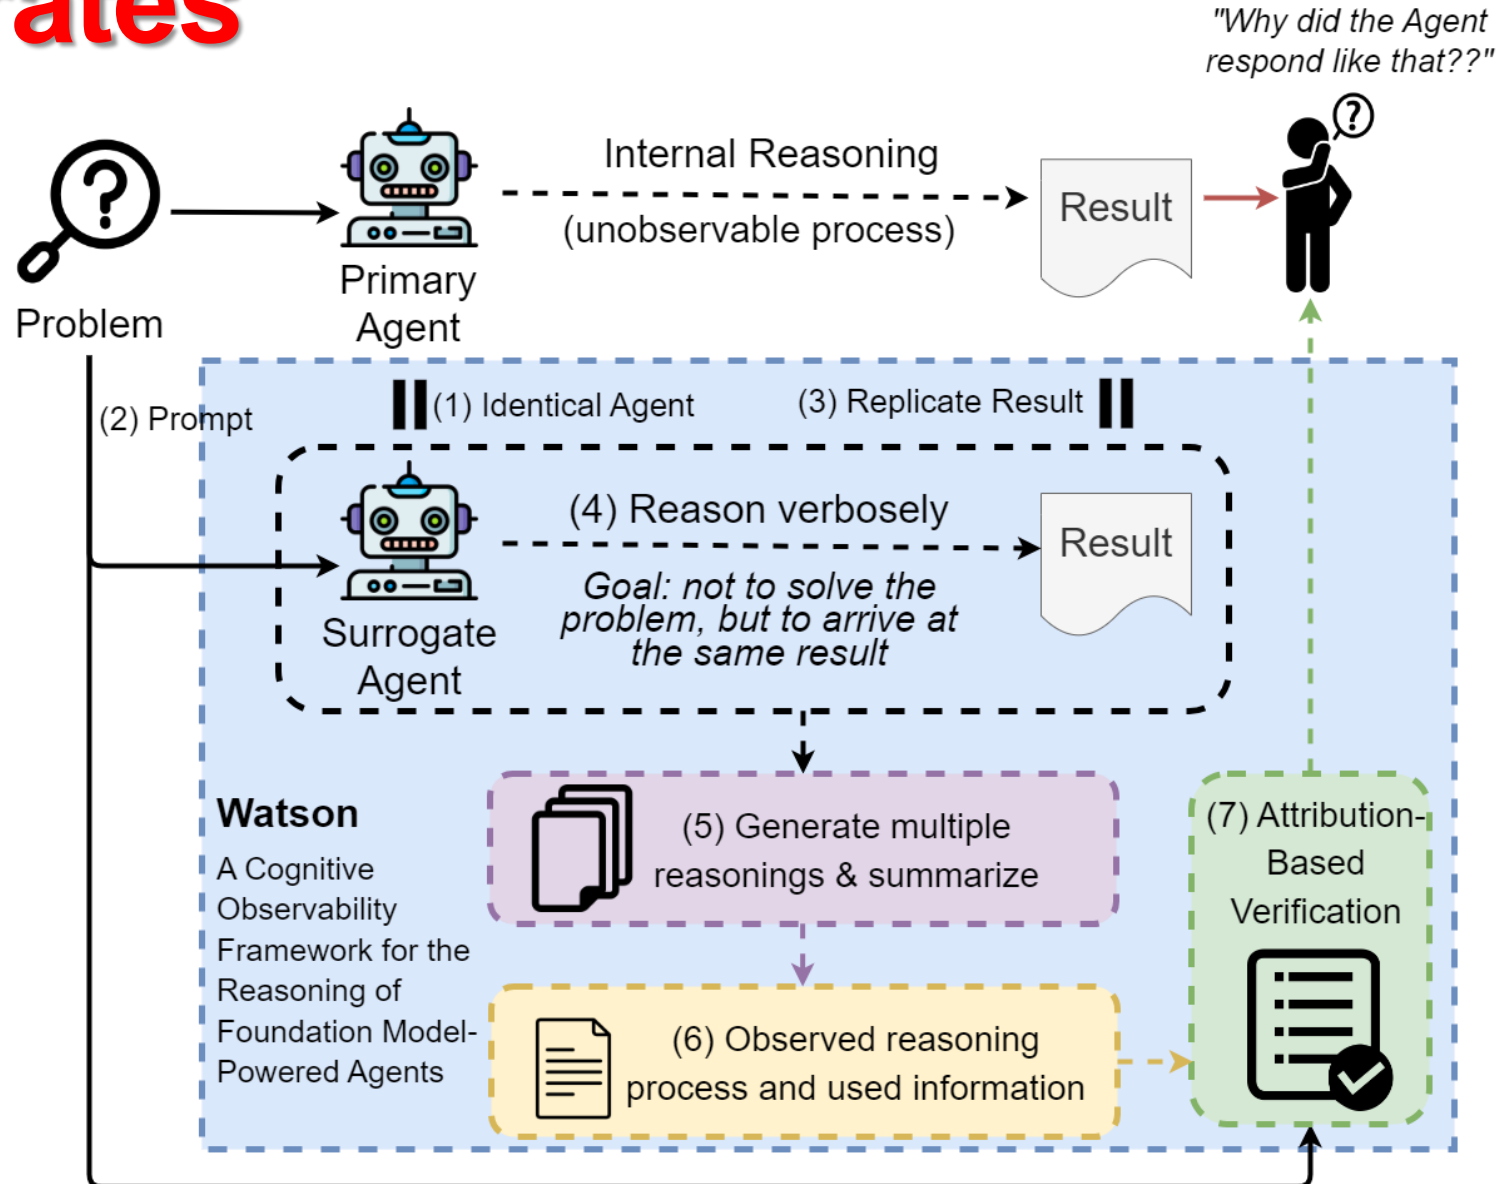 "Why did the Agent
respond like that??"
Internal Reasoning
(unobservable process)
Result
Primary
Agent
Problem
(2) Prompt
(1) Identical Agent
(3) Replicate Result
(4) Reason verbosely
Goal: not to solve the
problem, but to arrive at
the same result
Result
Surrogate
Agent
Watson
A Cognitive
Observability
Framework for the
Reasoning of
Foundation Model-
Powered Agents
(5) Generate multiple
reasonings & summarize
(6) Observed reasoning
process and used information
(7) Attribution-
Based
Verification